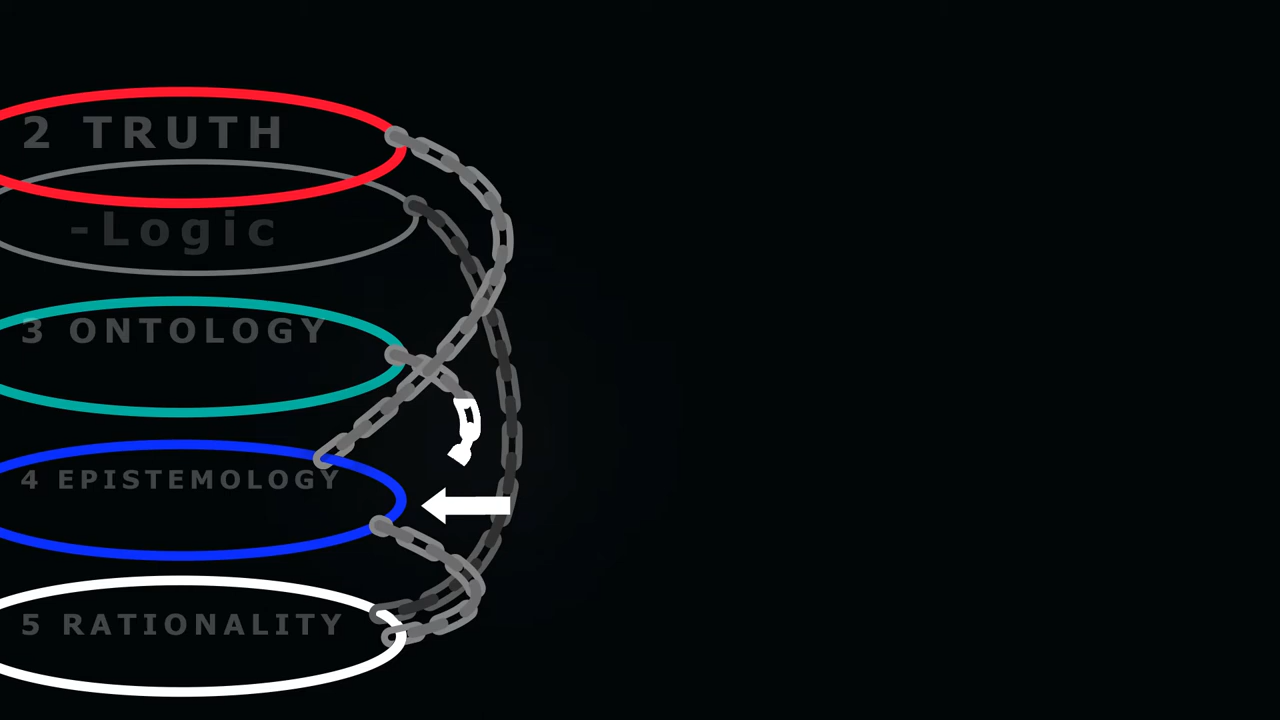 2 TRUTH
-Logic
3 ONTOLOGY
4 EPISTEMOLOGY
5 RATIONALITY